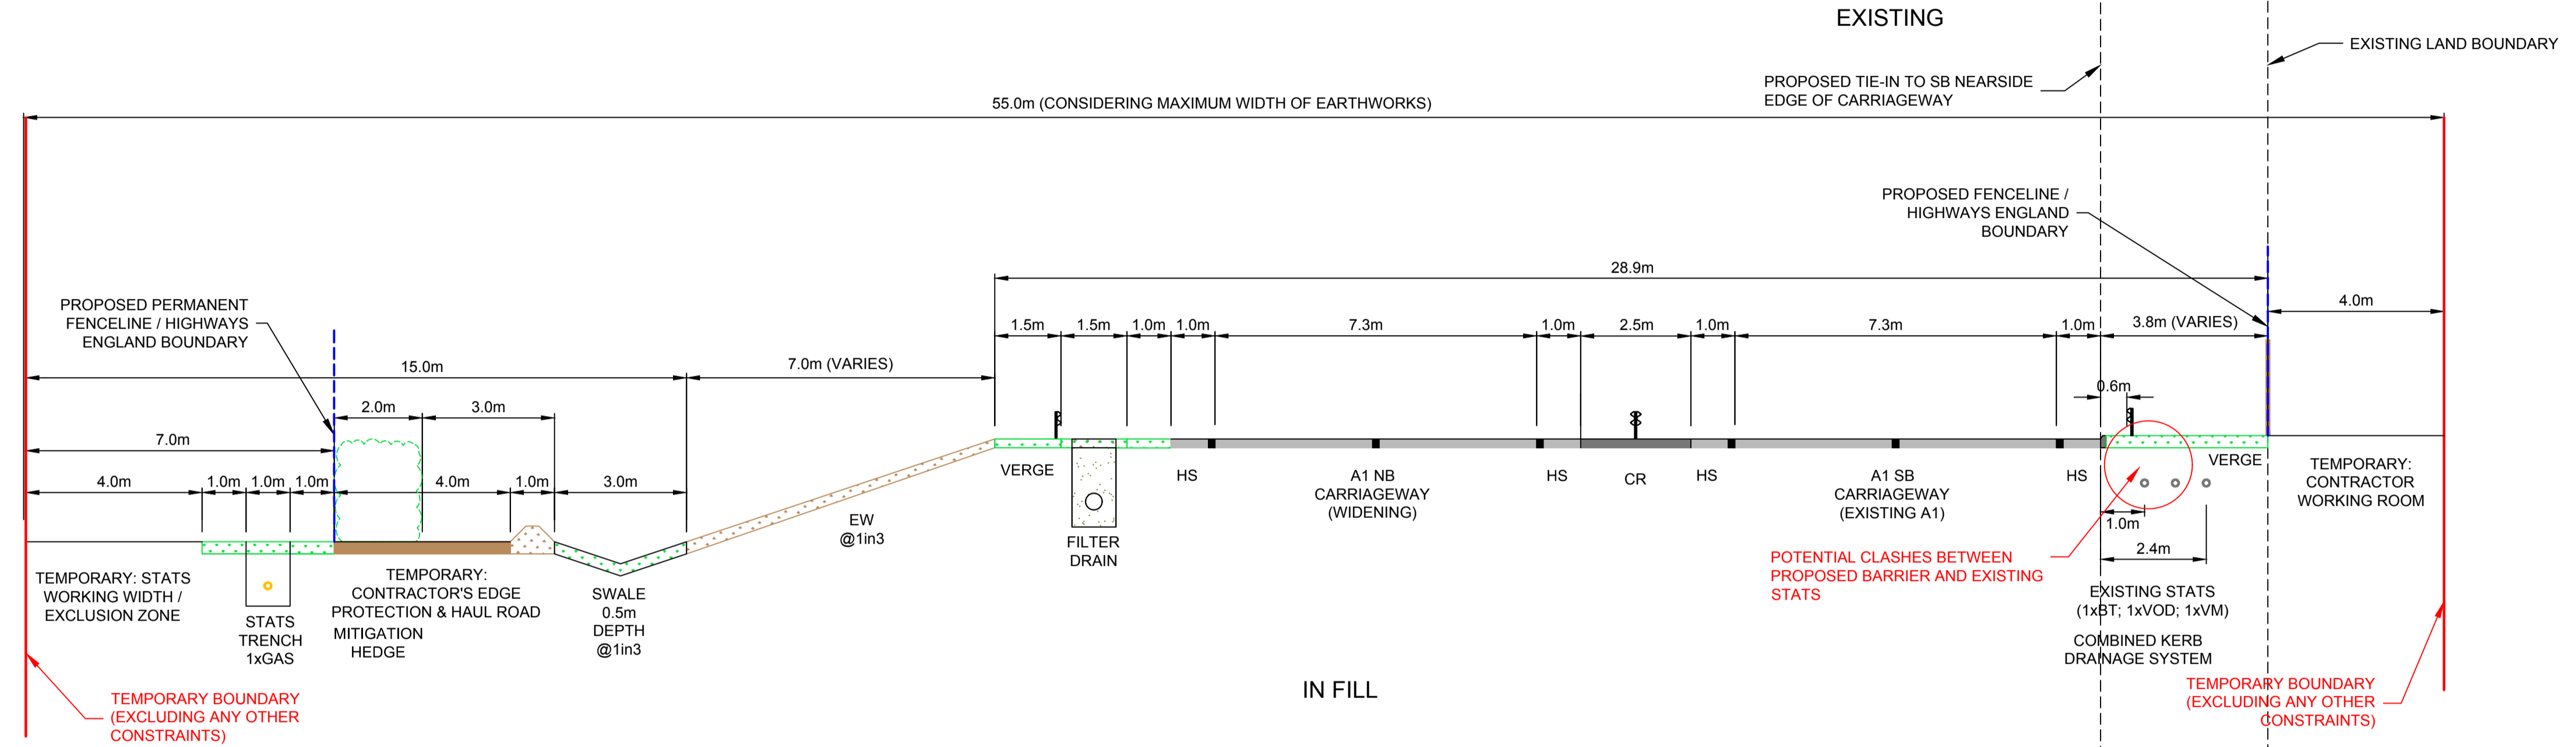 EXISTING
EXISTING LAND BOUNDARY
PROPOSED TIE-IN TO SB NEARSIDE
EDGE OF CARRIAGEWAY
55.0m (CONSIDERING MAXIMUM WIDTH OF EARTHWORKS)
PROPOSED FENCELINE /
HIGHWAYS ENGLAND
BOUNDARY
28.9m
4.0m
PROPOSED PERMANENT
FENCELINE / HIGHWAYS
ENGLAND BOUNDARY
1.5m
1.5m
1.0m
1.0m
7.3m
1.0m
2.5m
1.0m
7.3m
1.0m
3.8m (VARIES)
15.0m
7.0m (VARIES)
0.6m
2.0m
3.0m
7.0m
4.0m
1.0m
1.0m
1.0m
4.0m
1.0m
3.0m
VERGE
HS
A1 NB
CARRIAGEWAY
(WIDENING)
HS
CR
HS
A1 SB
CARRIAGEWAY
(EXISTING A1)
HS
VERGE
TEMPORARY:
CONTRACTOR
WORKING ROOM
EW
@1in3
FILTER
DRAIN
1.0m
2.4m
POTENTIAL CLASHES BETWEEN
PROPOSED BARRIER AND EXISTING
STATS
TEMPORARY: STATS
WORKING WIDTH /
EXCLUSION ZONE
STATS
TRENCH
1xGAS
TEMPORARY:
CONTRACTOR'S EDGE
PROTECTION & HAUL ROAD
MITIGATION
HEDGE
SWALE
0.5m
DEPTH
@1in3
EXISTING STATS
(1xBT; 1xVOD; 1xVM)
COMBINED KERB
DRAINAGE SYSTEM
IN FILL
TEMPORARY BOUNDARY
(EXCLUDING ANY OTHER
CONSTRAINTS)
TEMPORARY BOUNDARY
(EXCLUDING ANY OTHER
CONSTRAINTS)